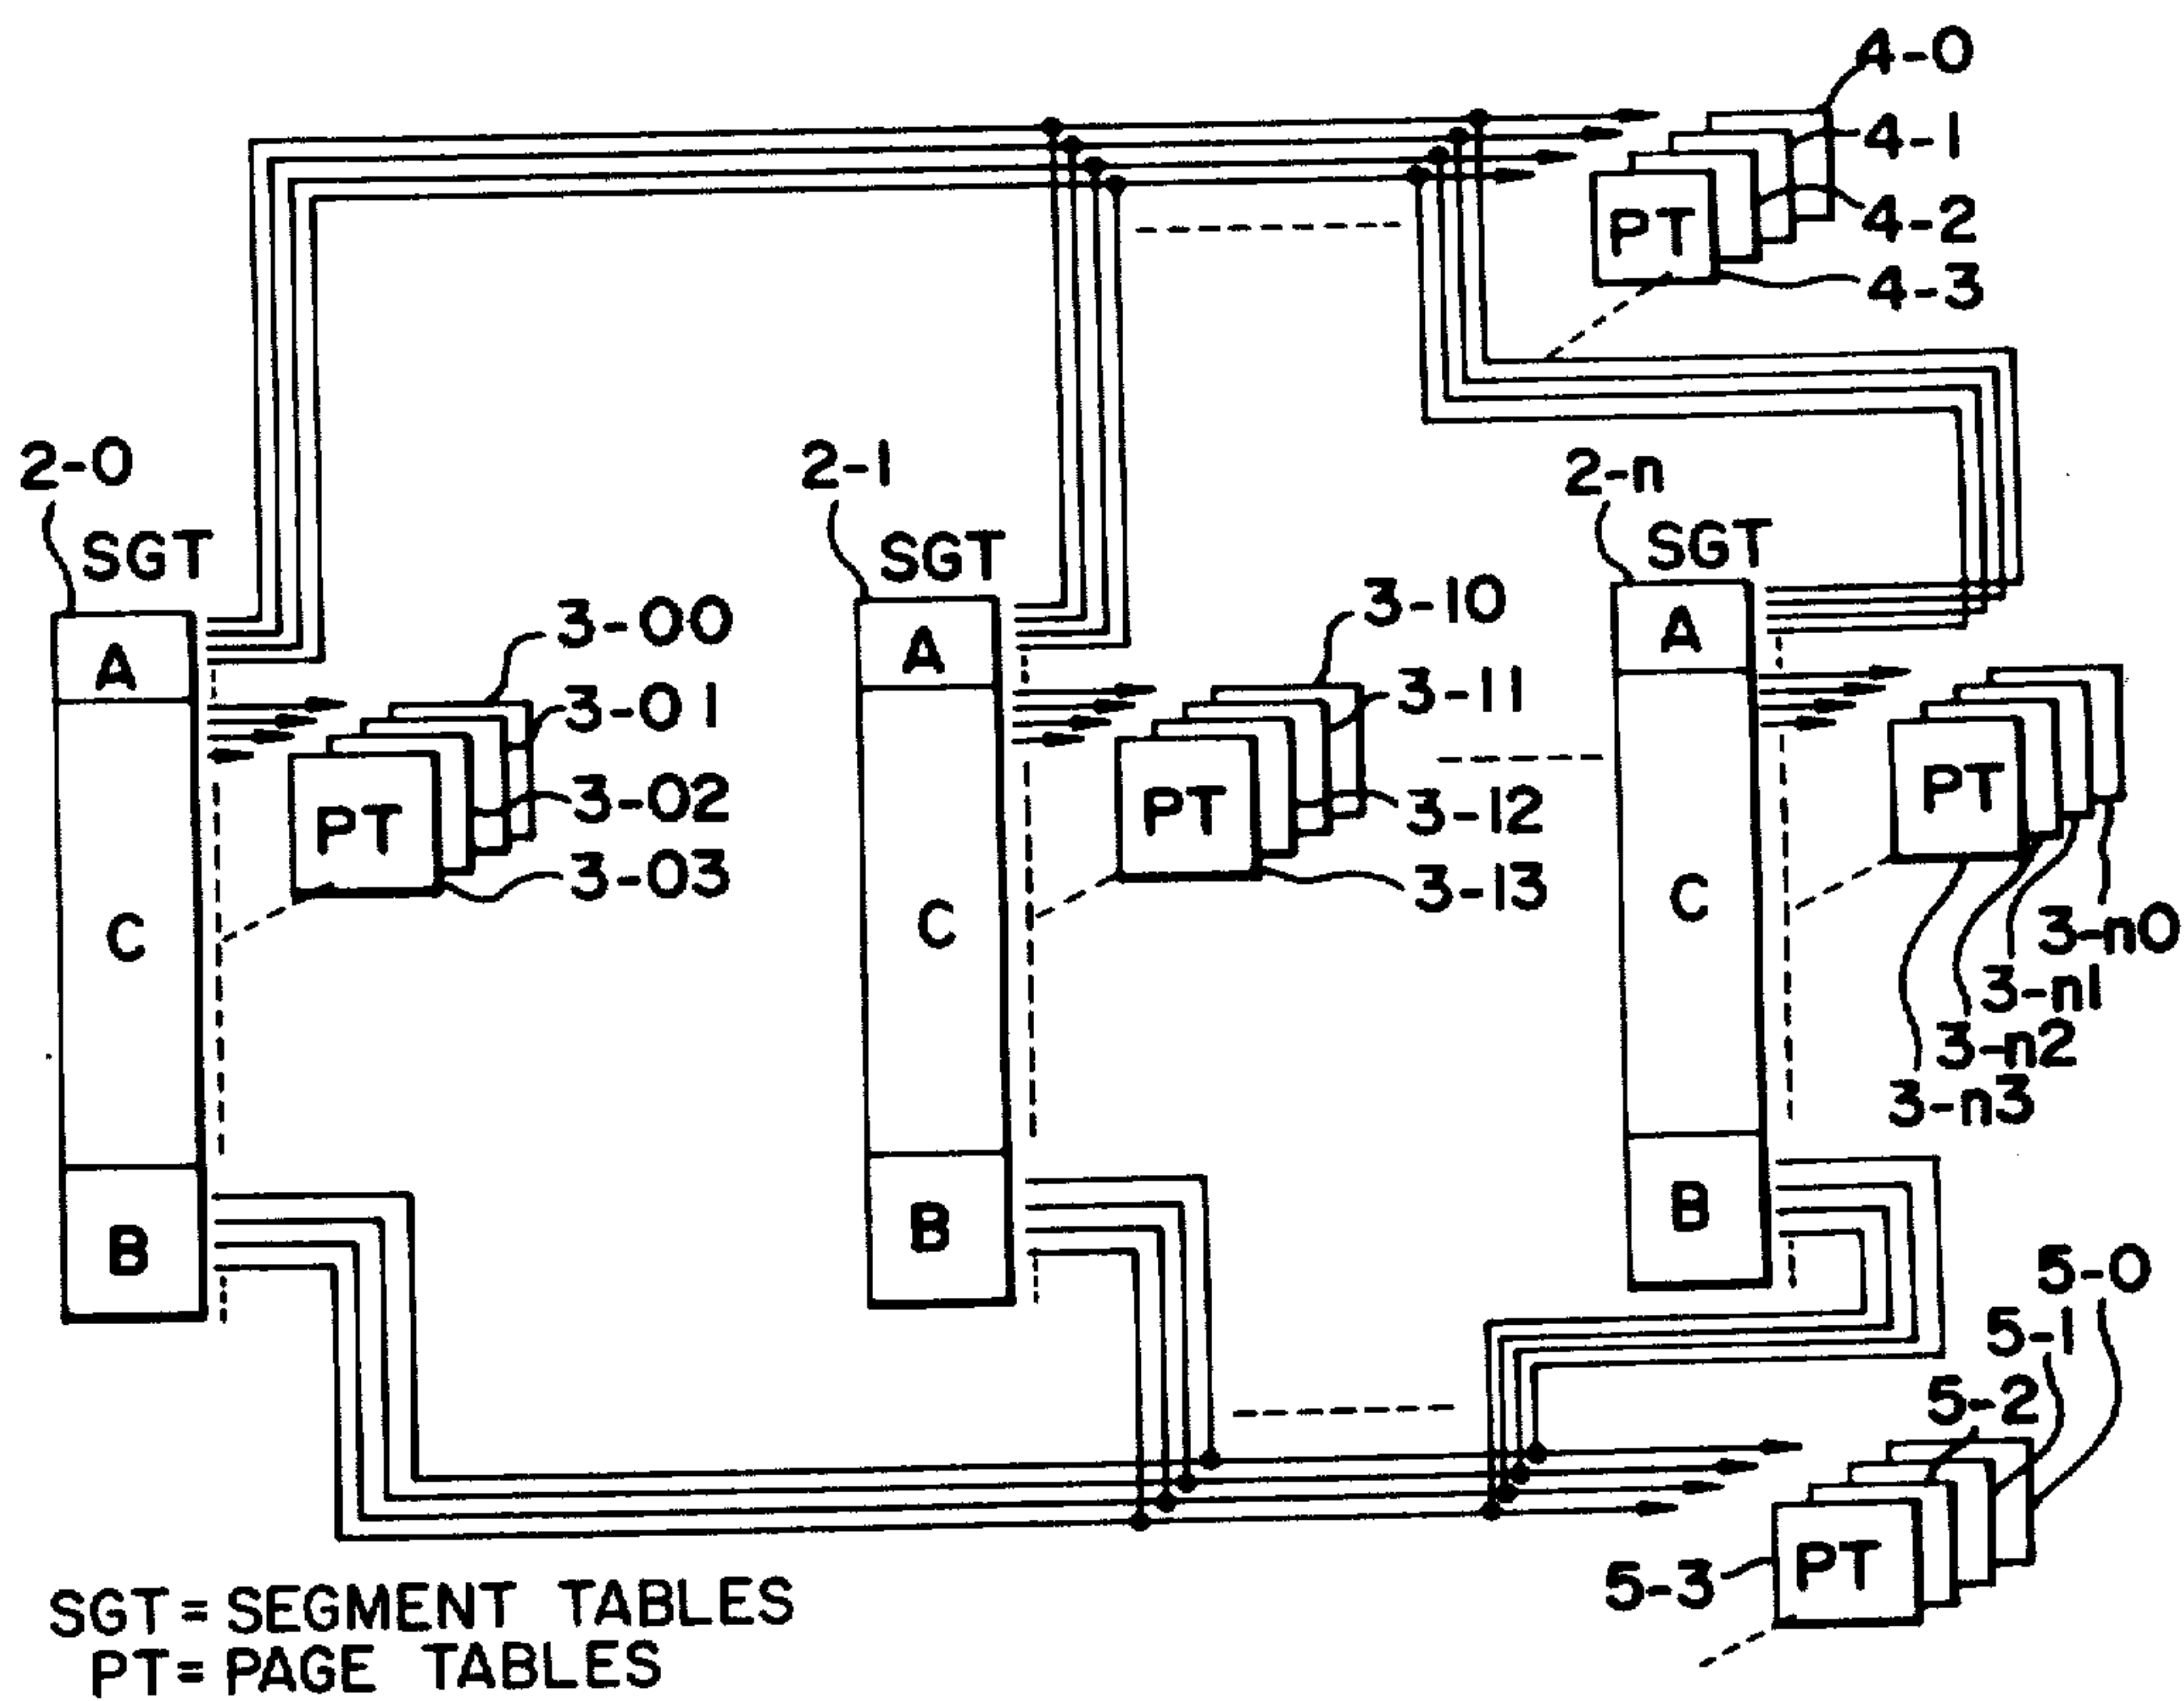 4-0
4-1
4-2
PT
4-3
2-0
2-1
2-n
SGT
SGT
SGT
A
A
A
3-00
3-01
3-02
3-03
PT
3-10
3-11
3-12
3-13
PT
3-n0
3-n1
3-n2
3-n3
PT
C
C
C
B
B
B
5-0
5-1
5-2
5-3
PT
SGT = SEGMENT TABLES
PT = PAGE TABLES